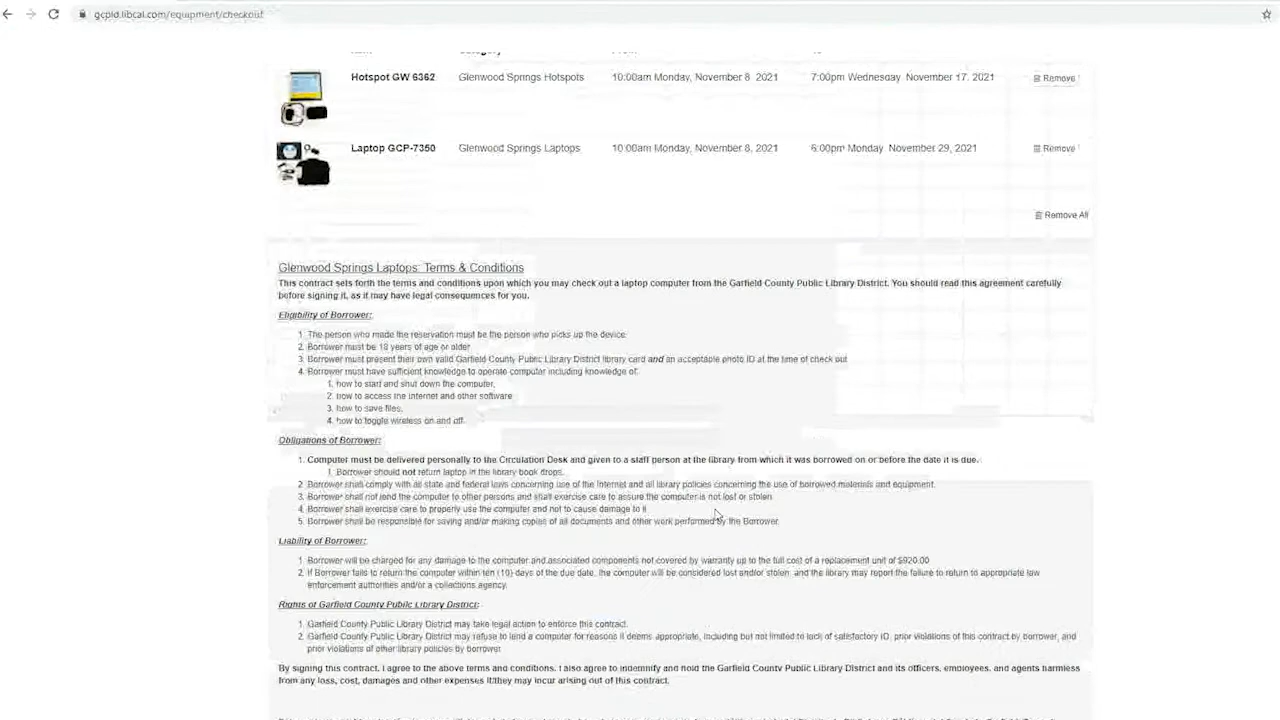 gcpld.libcal.com/equipment/checkout
Hotspot GW 6362 Glenwood Springs Hotspots 10:00am Monday, November 8 2021 7:00pm Wednesday November 17, 2021 Remove
Laptop GCP-7350 Glenwood Springs Laptops 10:00am Monday, November 8, 2021 6:00pm Monday November 29, 2021 Remove
Remove All
Glenwood Springs Laptops: Terms & Conditions
This contract sets forth the terms and conditions upon which you may check out a laptop computer from the Garfield County Public Library District. You should read this agreement carefully
before signing it, as it may have legal consequences for you.
Eligibility of Borrower:
1. The person who made the reservation must be the person who picks up the device.
2. Borrower must be 18 years of age or older
3. Borrower must present their own valid Garfield County Public Library District library card and an acceptable photo ID at the time of check out
4. Borrower must have sufficient knowledge to operate computer including knowledge of:
1. how to start and shut down the computer,
2. how to access the internet and other software
3. how to save files,
4. how to toggle wireless on and off.
Obligations of Borrower:
1. Computer must be delivered personally to the Circulation Desk and given to a staff person at the library from which it was borrowed on or before the date it is due.
1. Borrower should not return laptop in the library book drops.
2. Borrower shall comply with all state and federal laws concerning use of the Internet and all library policies concerning the use of borrowed materials and equipment.
3. Borrower shall not lend the computer to other persons and shall exercise care to assure the computer is not lost or stolen
4. Borrower shall exercise care to properly use the computer and not to cause damage to it
5. Borrower shall be responsible for saving and/or making copies of all documents and other work performed by the Borrower.
Liability of Borrower:
1. Borrower will be charged for any damage to the computer and associated components not covered by warranty up to the full cost of a replacement unit of $920.00
2. If Borrower fails to return the computer within ten (10) days of the due date, the computer will be considered lost and/or stolen and the library may report the failure to return to appropriate law
enforcement authorities and/or a collections agency.
Rights of Garfield County Public Library District:
1. Garfield County Public Library District may take legal action to enforce this contract.
2. Garfield County Public Library District may refuse to lend a computer for reasons it deems appropriate, including but not limited to lack of satisfactory ID, prior violations of this contract by borrower, and
prior violations of other library policies by borrower
By signing this contract, I agree to the above terms and conditions. I also agree to indemnify and hold the Garfield County Public Library District and its officers, employees, and agents harmless
from any loss, cost, damages and other expenses it/they may incur arising out of this contract.